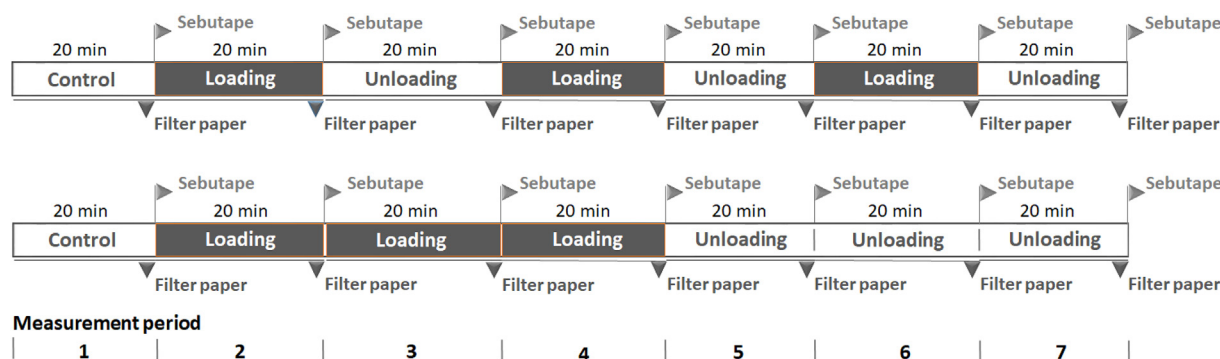 Sebutape Sebutape Sebutape Sebutape Sebutape Sebutape Sebutape
20 min 20 min 20 min 20 min 20 min 20 min 20 min
Control Loading Unloading Loading Unloading Loading Unloading
Filter paper Filter paper Filter paper Filter paper Filter paper Filter paper Filter paper
Sebutape Sebutape Sebutape Sebutape Sebutape Sebutape Sebutape
20 min 20 min 20 min 20 min 20 min 20 min 20 min
Control Loading Loading Loading Unloading Unloading Unloading
Filter paper Filter paper Filter paper Filter paper Filter paper Filter paper Filter paper
Measurement period
1 2 3 4 5 6 7